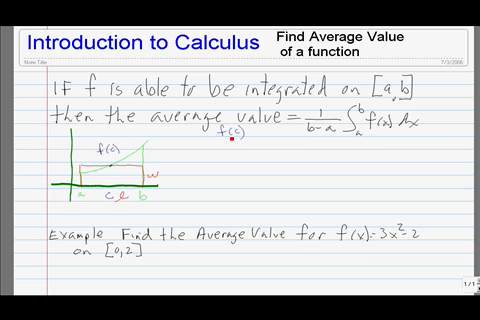 Introduction to Calculus
Find Average Value
of a function
Note Title
7/3/2006
IF f is able to be integrated on [a,b]
then the average value = 1/(b-a) ∫_a^b f(x) dx
f(c)
f(c)
w
a c l b
Example Find the Average Value for f(x)=3x²-2
on [0,2]
1/1